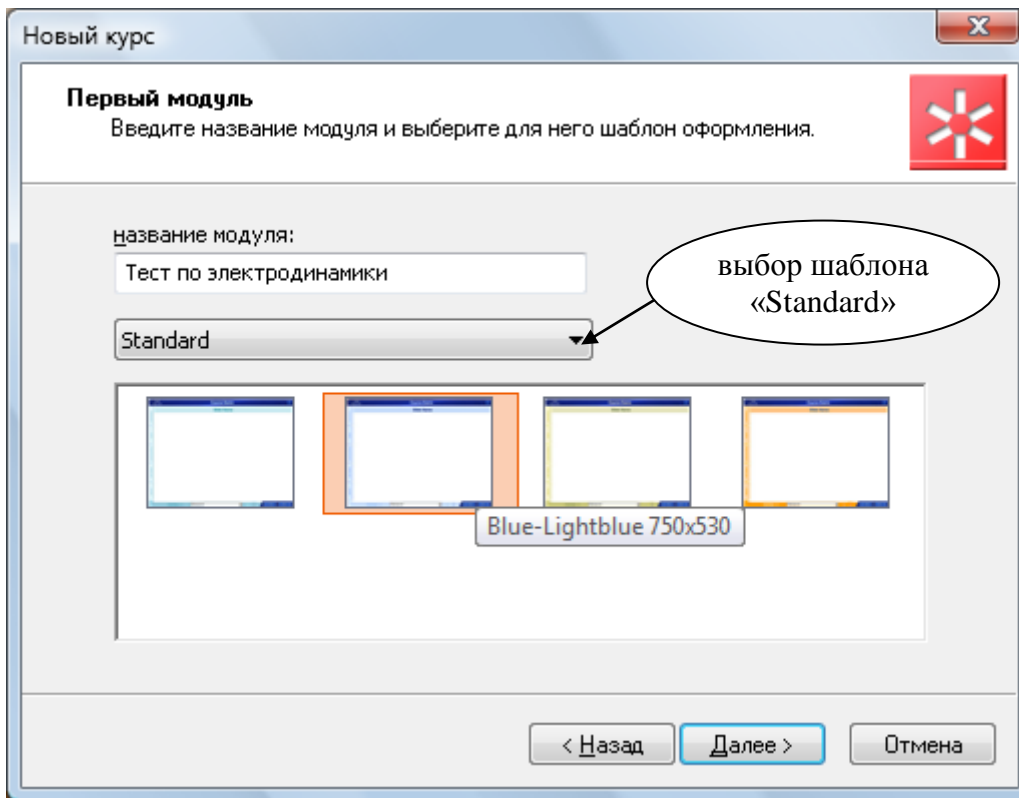 Новый курс
Первый модуль
Введите название модуля и выберите для него шаблон оформления.
название модуля:
Тест по электродинамики
выбор шаблона
«Standard»
Standard
Blue-Lightblue 750x530
< Назад
Далее >
Отмена